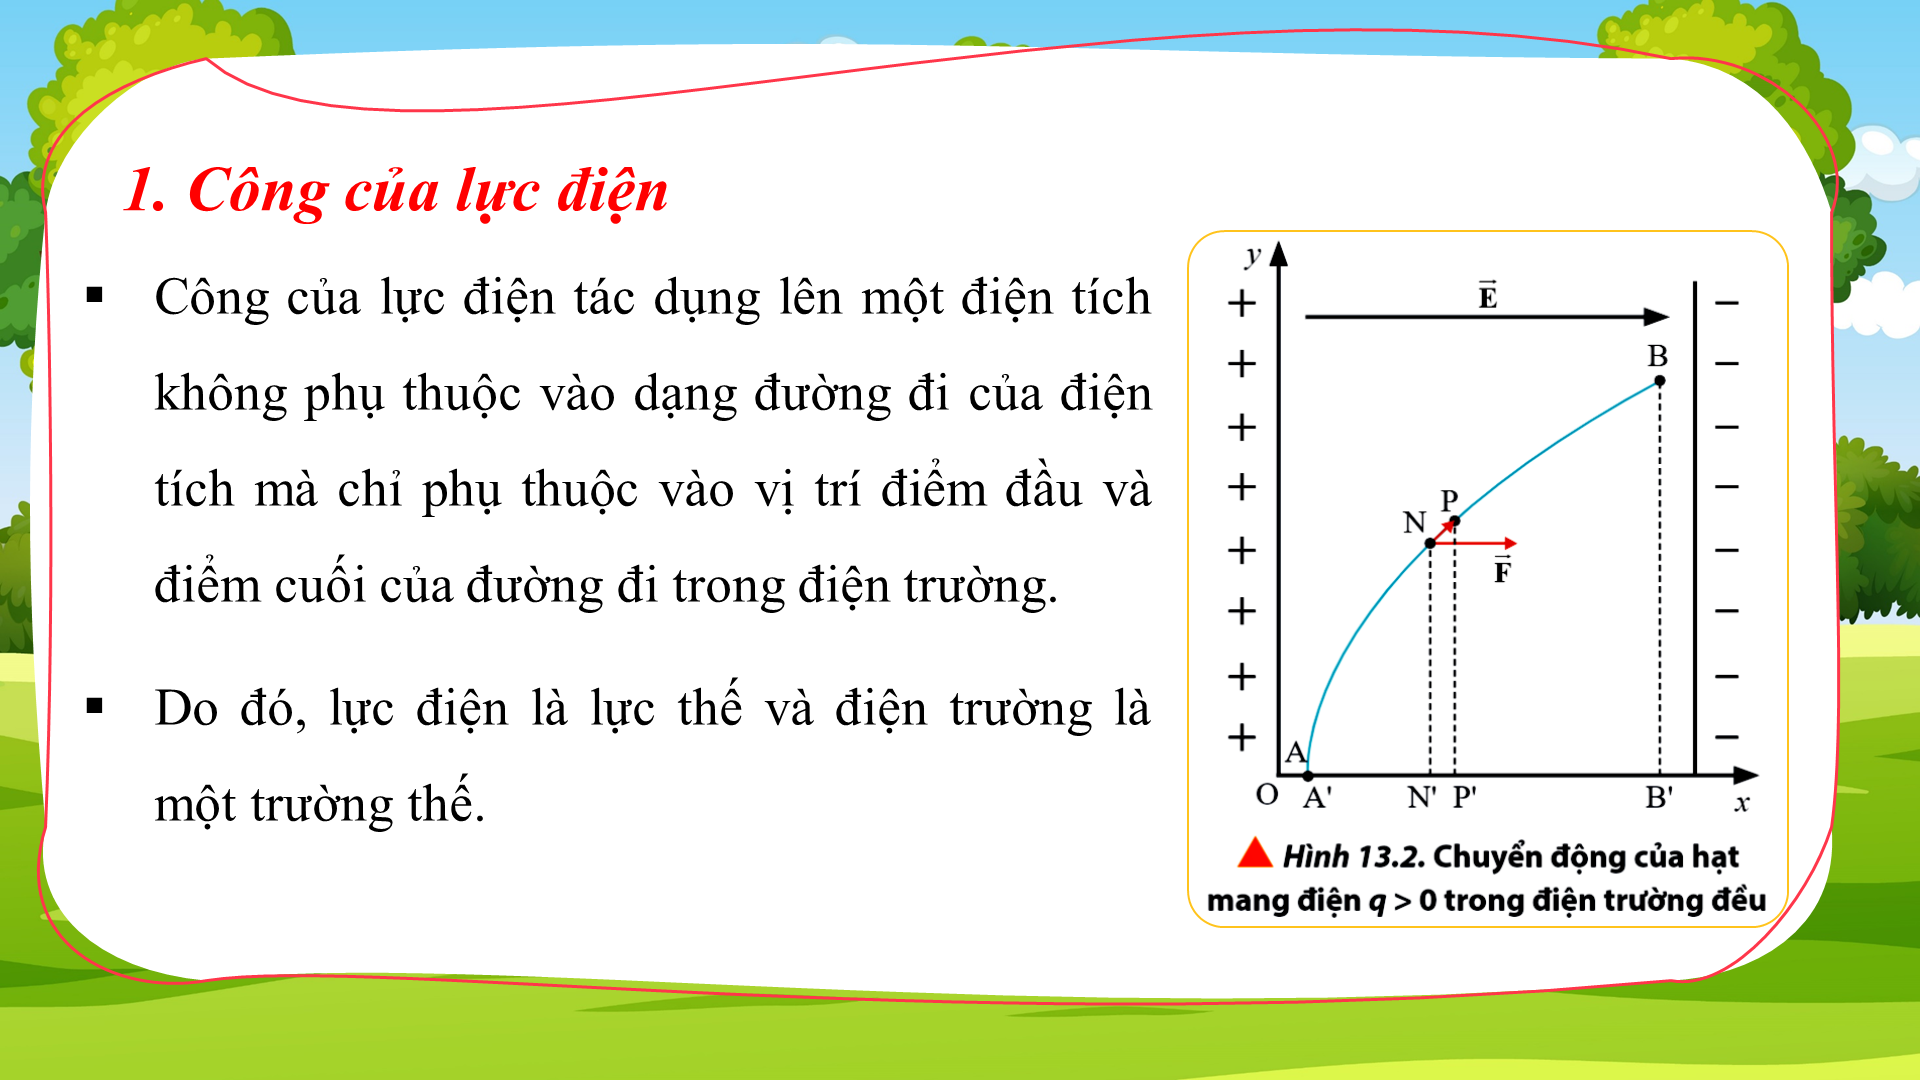 1. Công của lực điện
▪ Công của lực điện tác dụng lên một điện tích
không phụ thuộc vào dạng đường đi của điện
tích mà chỉ phụ thuộc vào vị trí điểm đầu và
điểm cuối của đường đi trong điện trường.
▪ Do đó, lực điện là lực thế và điện trường là
một trường thế.
y
E⃗
+ −
B
+ −
+ −
+ −
P
N
+ −
F⃗
+ −
+ −
+ −
A
O A' N' P' B' x
Hình 13.2. Chuyển động của hạt
mang điện q > 0 trong điện trường đều